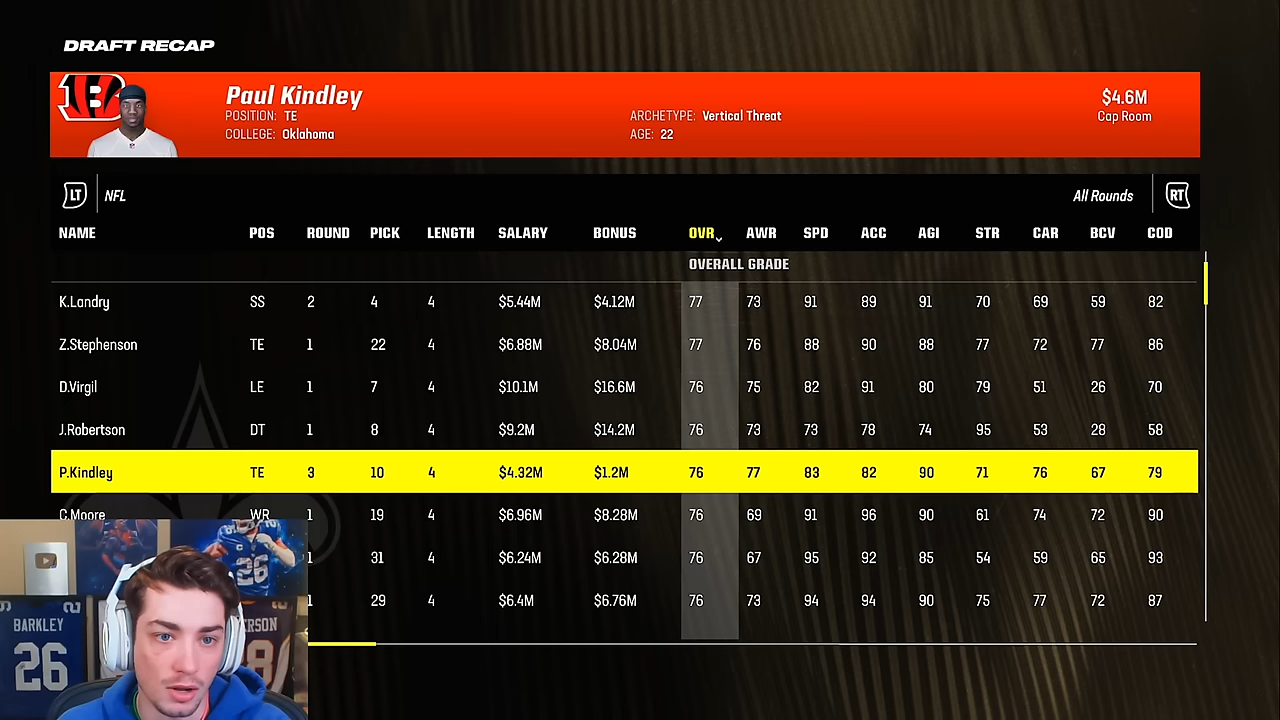 DRAFT RECAP
Paul Kindley
POSITION: TE
COLLEGE: Oklahoma
ARCHETYPE: Vertical Threat
AGE: 22
$4.6M
Cap Room
LT NFL All Rounds RT
NAME POS ROUND PICK LENGTH SALARY BONUS OVR AWR SPD ACC AGI STR CAR BCV COD
OVERALL GRADE
K.Landry SS 2 4 4 $5.44M $4.12M 77 73 91 89 91 70 69 59 82
Z.Stephenson TE 1 22 4 $6.88M $8.04M 77 76 88 90 88 77 72 77 86
D.Virgil LE 1 7 4 $10.1M $16.6M 76 75 82 91 80 79 51 26 70
J.Robertson DT 1 8 4 $9.2M $14.2M 76 73 73 78 74 95 53 28 58
P.Kindley TE 3 10 4 $4.32M $1.2M 76 77 83 82 90 71 76 67 79
C.Moore WR 1 19 4 $6.96M $8.28M 76 69 91 96 90 61 74 72 90
1 31 4 $6.24M $6.28M 76 67 95 92 85 54 59 65 93
1 29 4 $6.4M $6.76M 76 73 94 94 90 75 77 72 87
26
BARKLEY
26